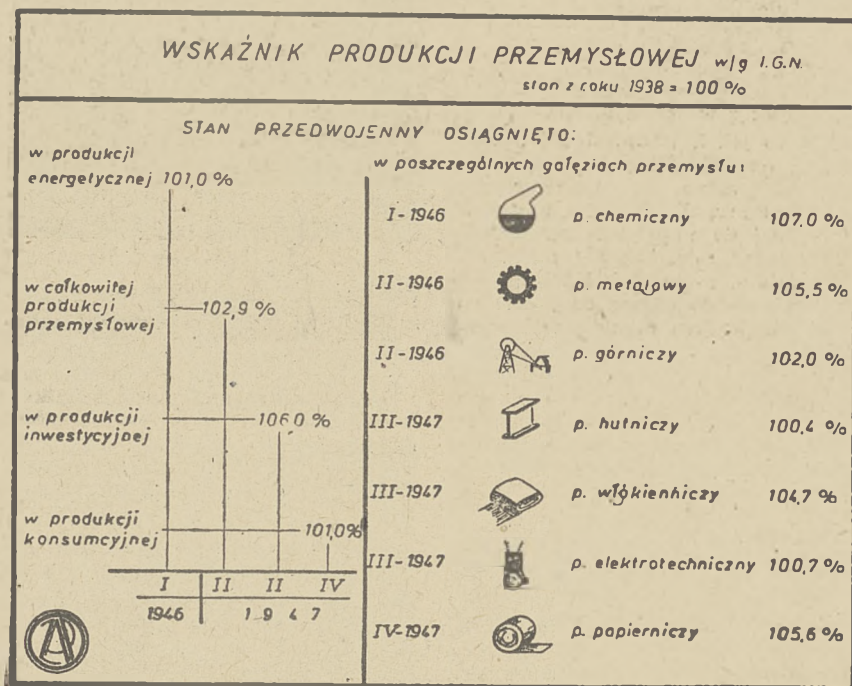 WSKAŹNIK PRODUKCJI PRZEMYSŁOWEJ w/g I.G.N.
stan z roku 1938 = 100 %
STAN PRZEDWOJENNY OSIĄGNIĘTO:
w produkcji
energetycznej 101,0 %
w całkowitej
produkcji
przemysłowej
102,9 %
w produkcji
inwestycyjnej
106,0 %
w produkcji
konsumcyjnej
101,0%
I II II IV
1946 1947
w poszczególnych gałęziach przemysłu:
I-1946 p. chemiczny 107.0 %
II-1946 p. metalowy 105,5 %
II-1946 p. górniczy 102,0 %
III-1947 p. hutniczy 100,4 %
III-1947 p. włókienniczy 104,7 %
III-1947 p. elektrotechniczny 100,7 %
IV-1947 p. papierniczy 105,6 %